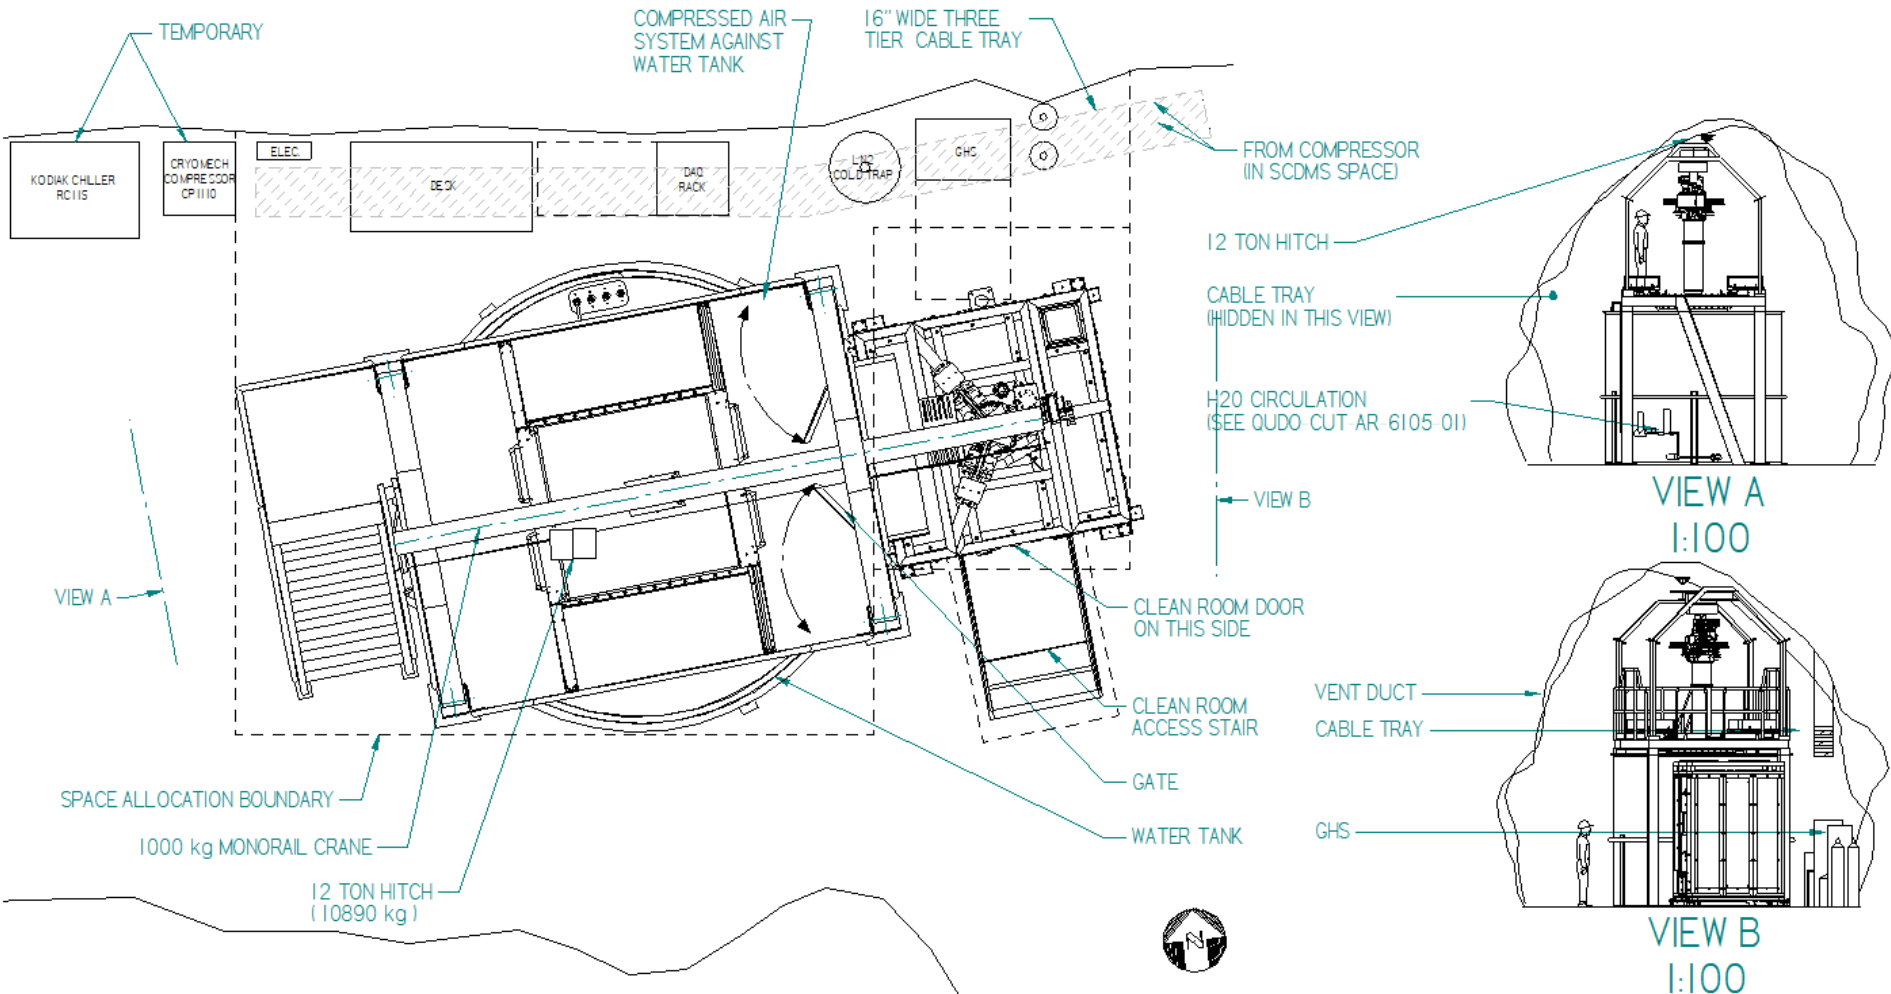 TEMPORARY
COMPRESSED AIR
SYSTEM AGAINST
WATER TANK
16" WIDE THREE
TIER CABLE TRAY
KODIAK CHILLER
RC115
CRYOMECH
COMPRESSOR
CP1110
ELEC.
DESK
DAQ
RACK
LN2
COLD TRAP
GHS
FROM COMPRESSOR
(IN SCDMS SPACE)
12 TON HITCH
CABLE TRAY
(HIDDEN IN THIS VIEW)
H20 CIRCULATION
(SEE QUDO CUT AR 6105 01)
VIEW A
1:100
VIEW B
VIEW A
CLEAN ROOM DOOR
ON THIS SIDE
CLEAN ROOM
ACCESS STAIR
GATE
WATER TANK
SPACE ALLOCATION BOUNDARY
1000 kg MONORAIL CRANE
12 TON HITCH
(10890 kg)
N
VENT DUCT
CABLE TRAY
GHS
VIEW B
1:100